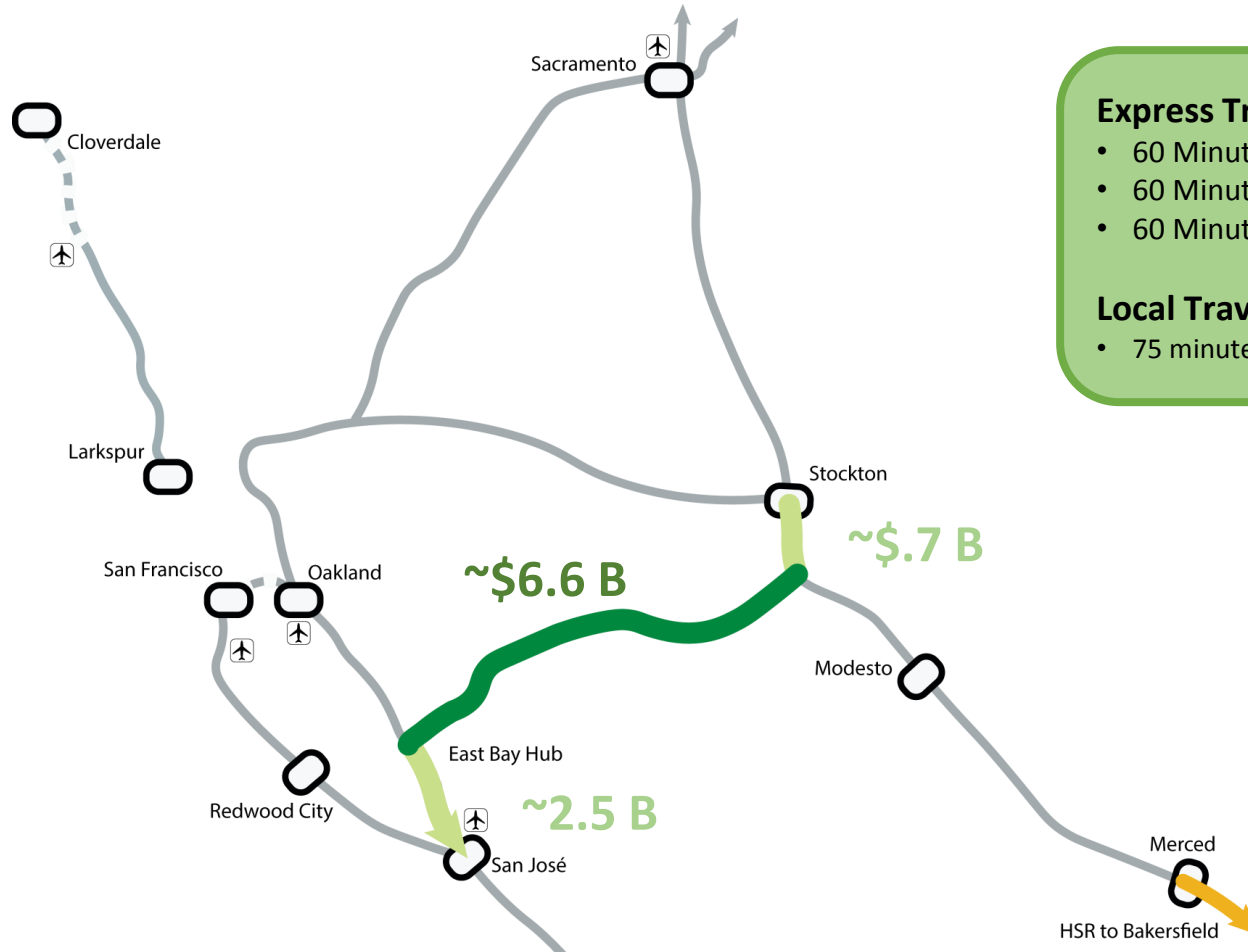 Sacramento
Cloverdale
Express Tr
• 60 Minut
• 60 Minut
• 60 Minut
Local Trav
• 75 minute
Larkspur
Stockton
~$.7 B
San Francisco
Oakland
~$6.6 B
Modesto
East Bay Hub
Redwood City
~2.5 B
San José
Merced
HSR to Bakersfield